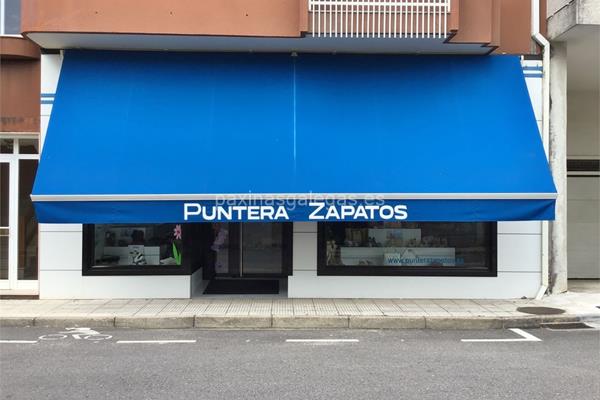 paxinasgalegas.es
PUNTERA ZAPATOS
www.punterazapatos.es